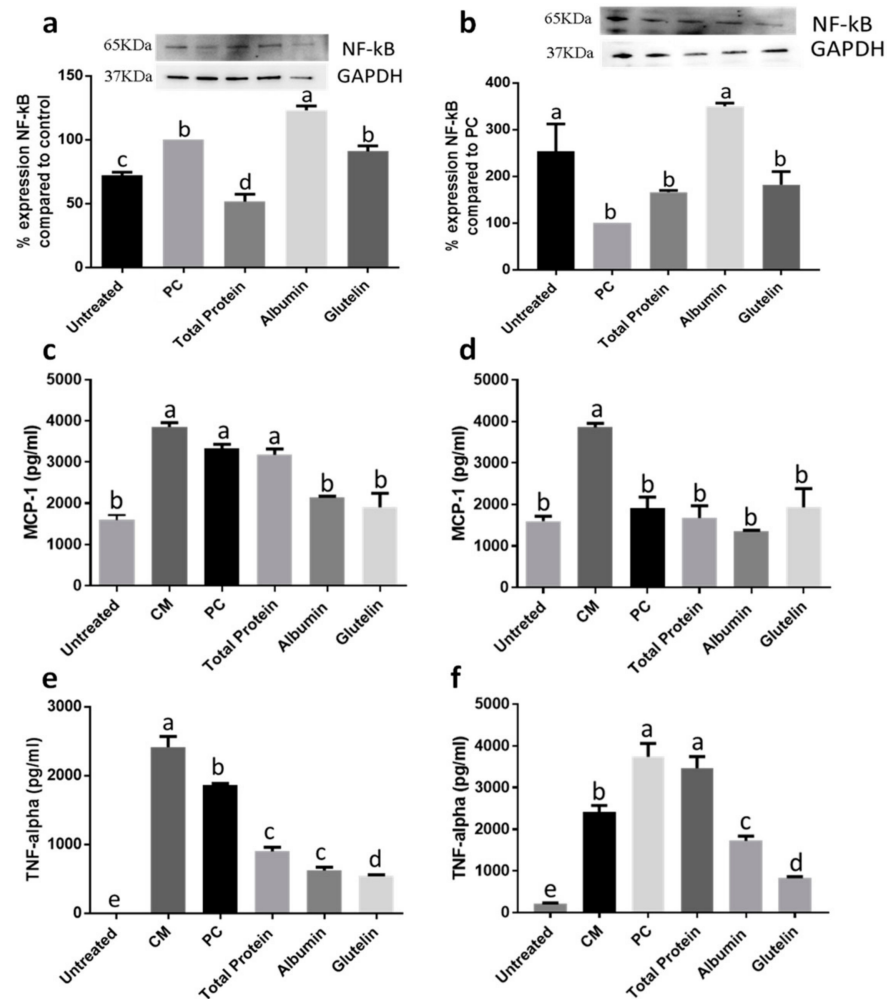 a
65KDa
NF-kB
37KDa
GAPDH
% expression NF-kB
compared to control
150
100
50
0
c
b
d
a
b
Untreated
PC
Total Protein
Albumin
Glutelin
b
65KDa
NF-kB
37KDa
GAPDH
% expression NF-kB
compared to PC
400
300
200
100
0
a
b
b
a
b
Untreated
PC
Total Protein
Albumin
Glutelin
c
MCP-1 (pg/ml)
5000
4000
3000
2000
1000
0
b
a
a
a
b
b
Untreated
CM
PC
Total Protein
Albumin
Glutelin
d
MCP-1 (pg/ml)
5000
4000
3000
2000
1000
0
b
a
b
b
b
b
Untreated
CM
PC
Total Protein
Albumin
Glutelin
e
TNF-alpha (pg/ml)
3000
2000
1000
0
e
a
b
c
c
d
Untreated
CM
PC
Total Protein
Albumin
Glutelin
f
TNF-alpha (pg/ml)
5000
4000
3000
2000
1000
0
e
b
a
a
c
d
Untreated
CM
PC
Total Protein
Albumin
Glutelin